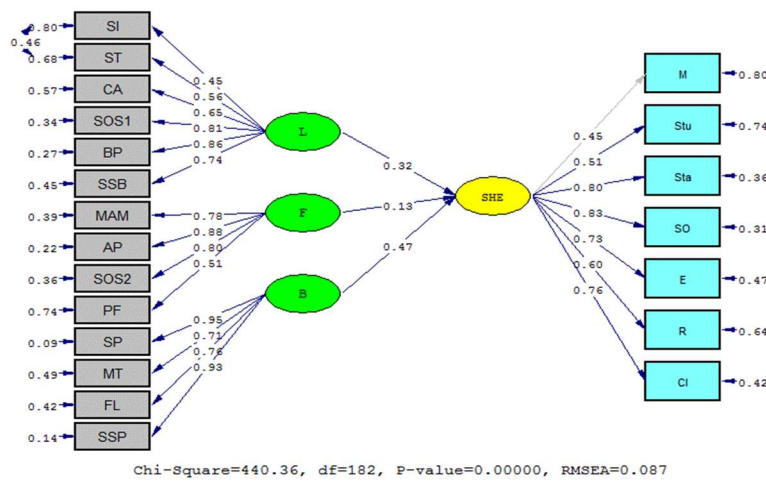 0.80 SI
0.46
0.68 ST
0.57 CA
0.34 SOS1
0.27 BP
0.45 SSB
0.39 MAM
0.22 AP
0.36 SOS2
0.74 PF
0.09 SP
0.49 MT
0.42 FL
0.14 SSP
0.45
0.56
0.65
0.81
0.86
0.74
L
0.78
0.88
0.80
0.51
F
0.95
0.71
0.76
0.93
B
0.32
0.13
0.47
SHE
0.45
0.51
0.80
0.83
0.73
0.60
0.76
M 0.80
Stu 0.74
Sta 0.36
SO 0.31
E 0.47
R 0.64
Cl 0.42
Chi-Square=440.36, df=182, P-value=0.00000, RMSEA=0.087